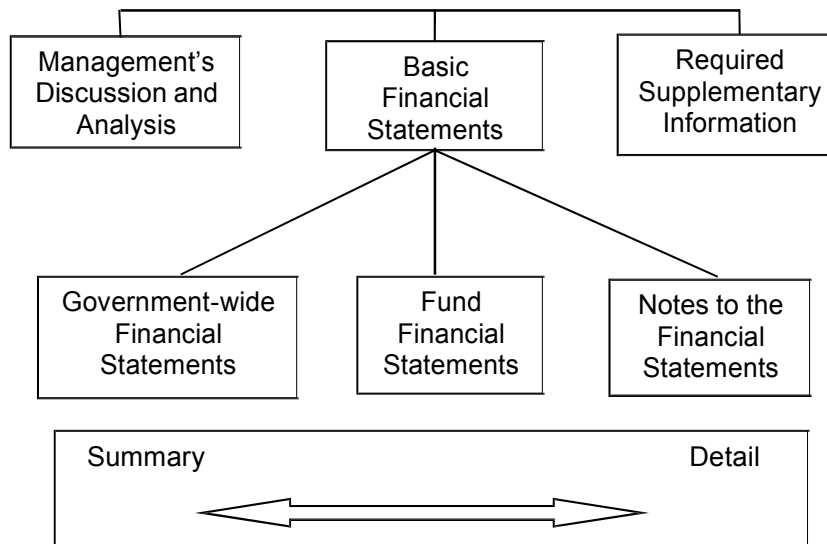 Management’s
Discussion and
Analysis
Basic
Financial
Statements
Required
Supplementary
Information
Government-wide
Financial
Statements
Fund
Financial
Statements
Notes to the
Financial
Statements
Summary
Detail